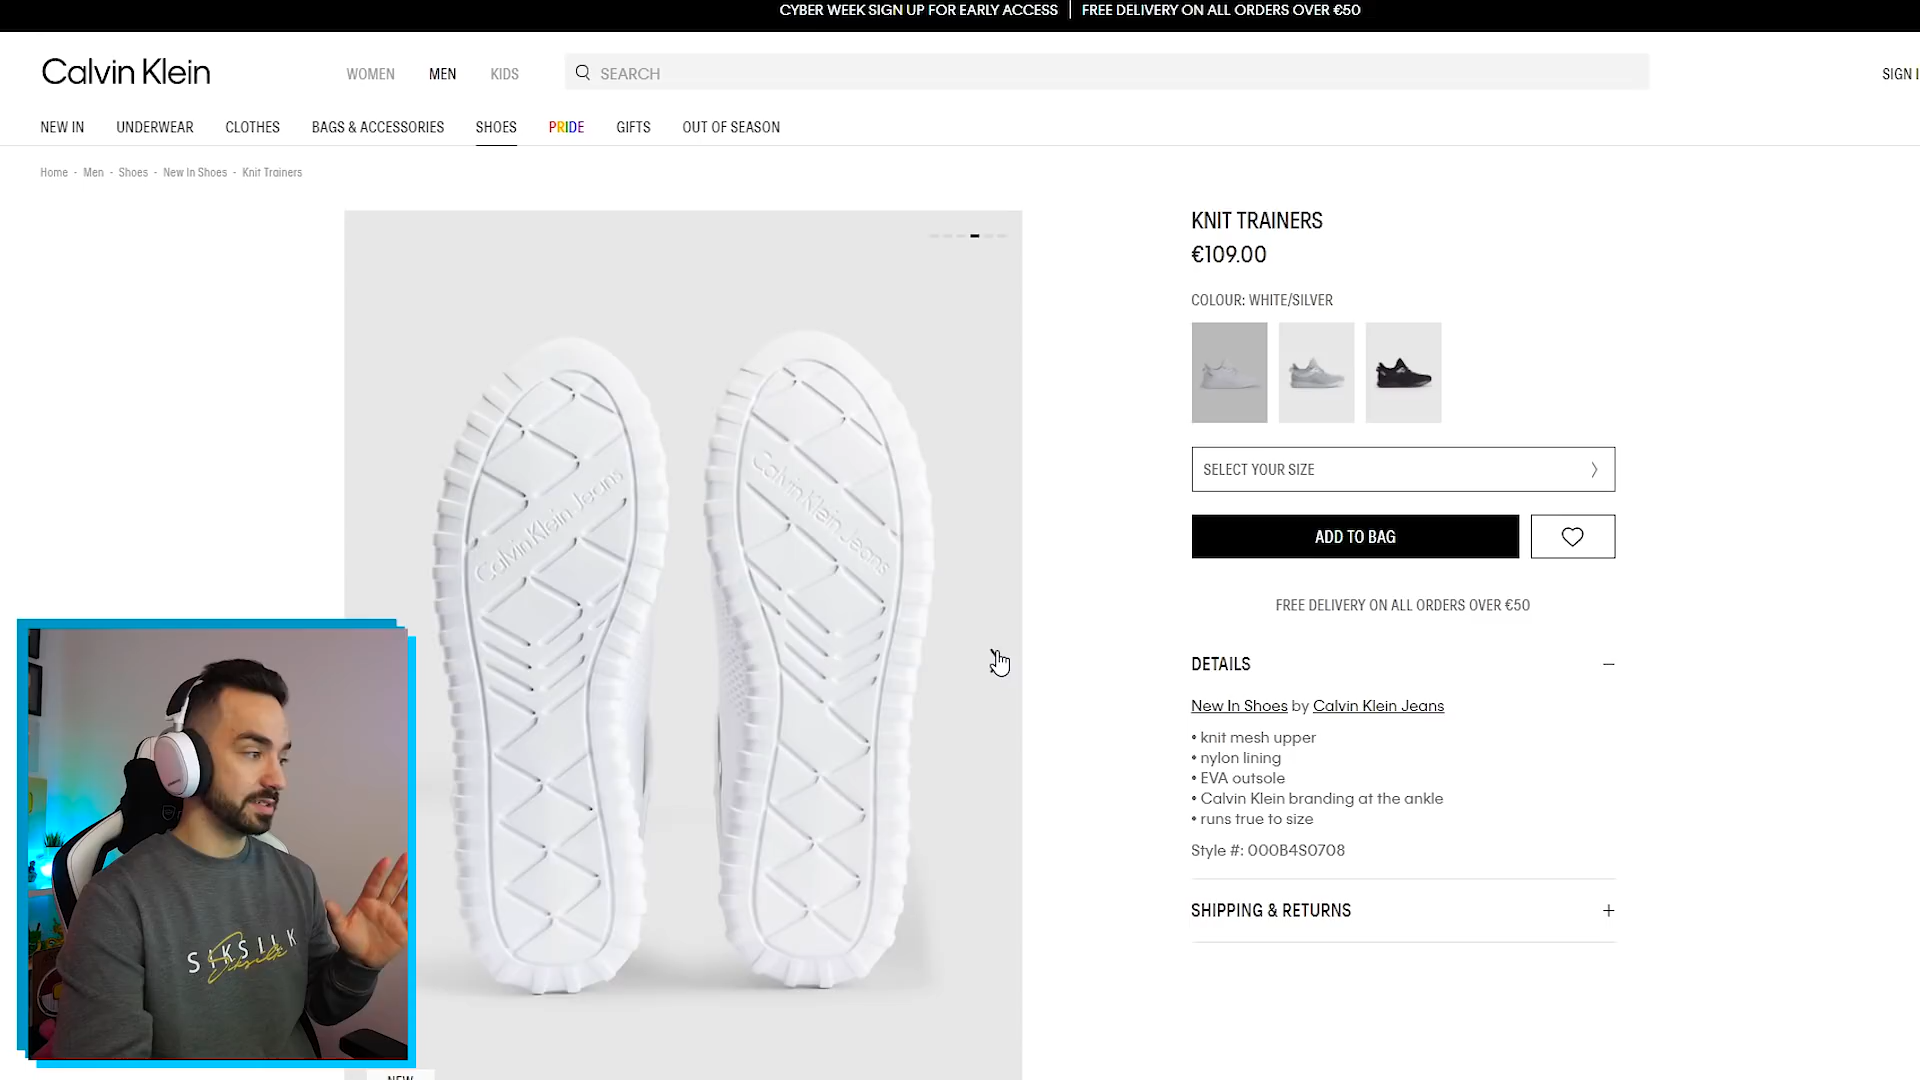 CYBER WEEK SIGN UP FOR EARLY ACCESS | FREE DELIVERY ON ALL ORDERS OVER €50
Calvin Klein
WOMEN MEN KIDS
SEARCH
SIGN I
NEW IN UNDERWEAR CLOTHES BAGS & ACCESSORIES SHOES PRIDE GIFTS OUT OF SEASON
Home - Men - Shoes - New In Shoes - Knit Trainers
Calvin Klein Jeans
Calvin Klein Jeans
KNIT TRAINERS
€109.00
COLOUR: WHITE/SILVER
SELECT YOUR SIZE
ADD TO BAG
FREE DELIVERY ON ALL ORDERS OVER €50
DETAILS
New In Shoes by Calvin Klein Jeans
• knit mesh upper
• nylon lining
• EVA outsole
• Calvin Klein branding at the ankle
• runs true to size
Style #: 000B4S0708
SHIPPING & RETURNS
SIKSILK
Siksilk
NEW